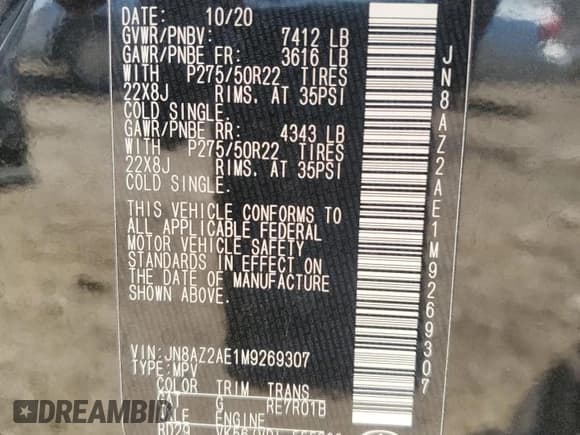 DATE: 10/20
GVWR/PNBV: 7412 LB
GAWR/PNBE FR: 3616 LB
WITH P275/50R22 TIRES
22X8J RIMS. AT 35PSI
COLD SINGLE.
GAWR/PNBE RR: 4343 LB
WITH P275/50R22 TIRES
22X8J RIMS. AT 35PSI
COLD SINGLE.
THIS VEHICLE CONFORMS TO
ALL APPLICABLE FEDERAL
MOTOR VEHICLE SAFETY
STANDARDS IN EFFECT ON
THE DATE OF MANUFACTURE
SHOWN ABOVE.
VIN: JN8AZ2AE1M9269307
TYPE: MPV
COLOR TRIM TRANS
G RE7R01B
ENGINE
JN8AZ2AE1M9269307
DREAMBID